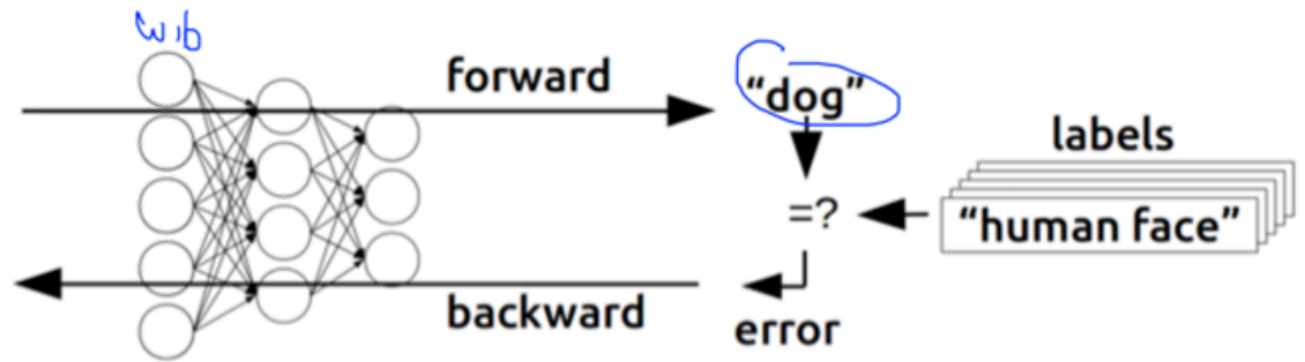 w,b
forward
“dog”
labels
=?
“human face”
backward
error